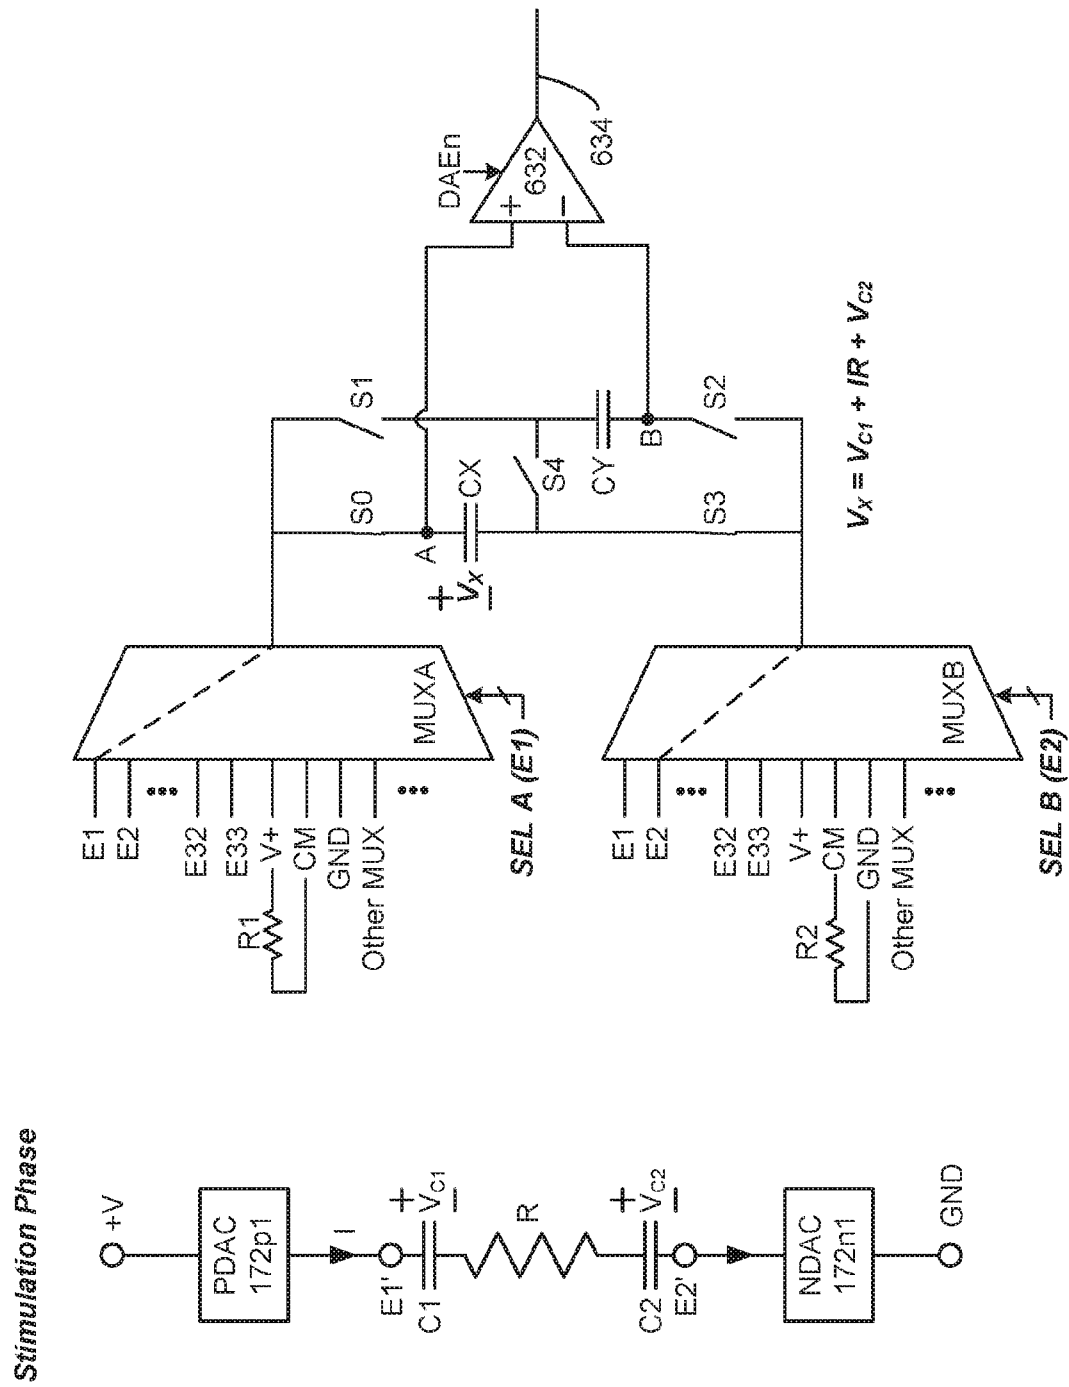 Stimulation Phase
+V
PDAC
172p1
I
E1'
C1
+
VC1
−
R
C2
+
VC2
−
E2'
NDAC
172n1
GND
E1
E2
•••
E32
E33
V+
CM
GND
Other MUX
•••
R1
MUXA
SEL A (E1)
E1
E2
•••
E32
E33
V+
CM
GND
Other MUX
•••
R2
MUXB
SEL B (E2)
S0
S1
A
+
Vx
−
CX
S4
CY
B
S3
S2
DAEn
+
−
632
634
VX = VC1 + IR + VC2